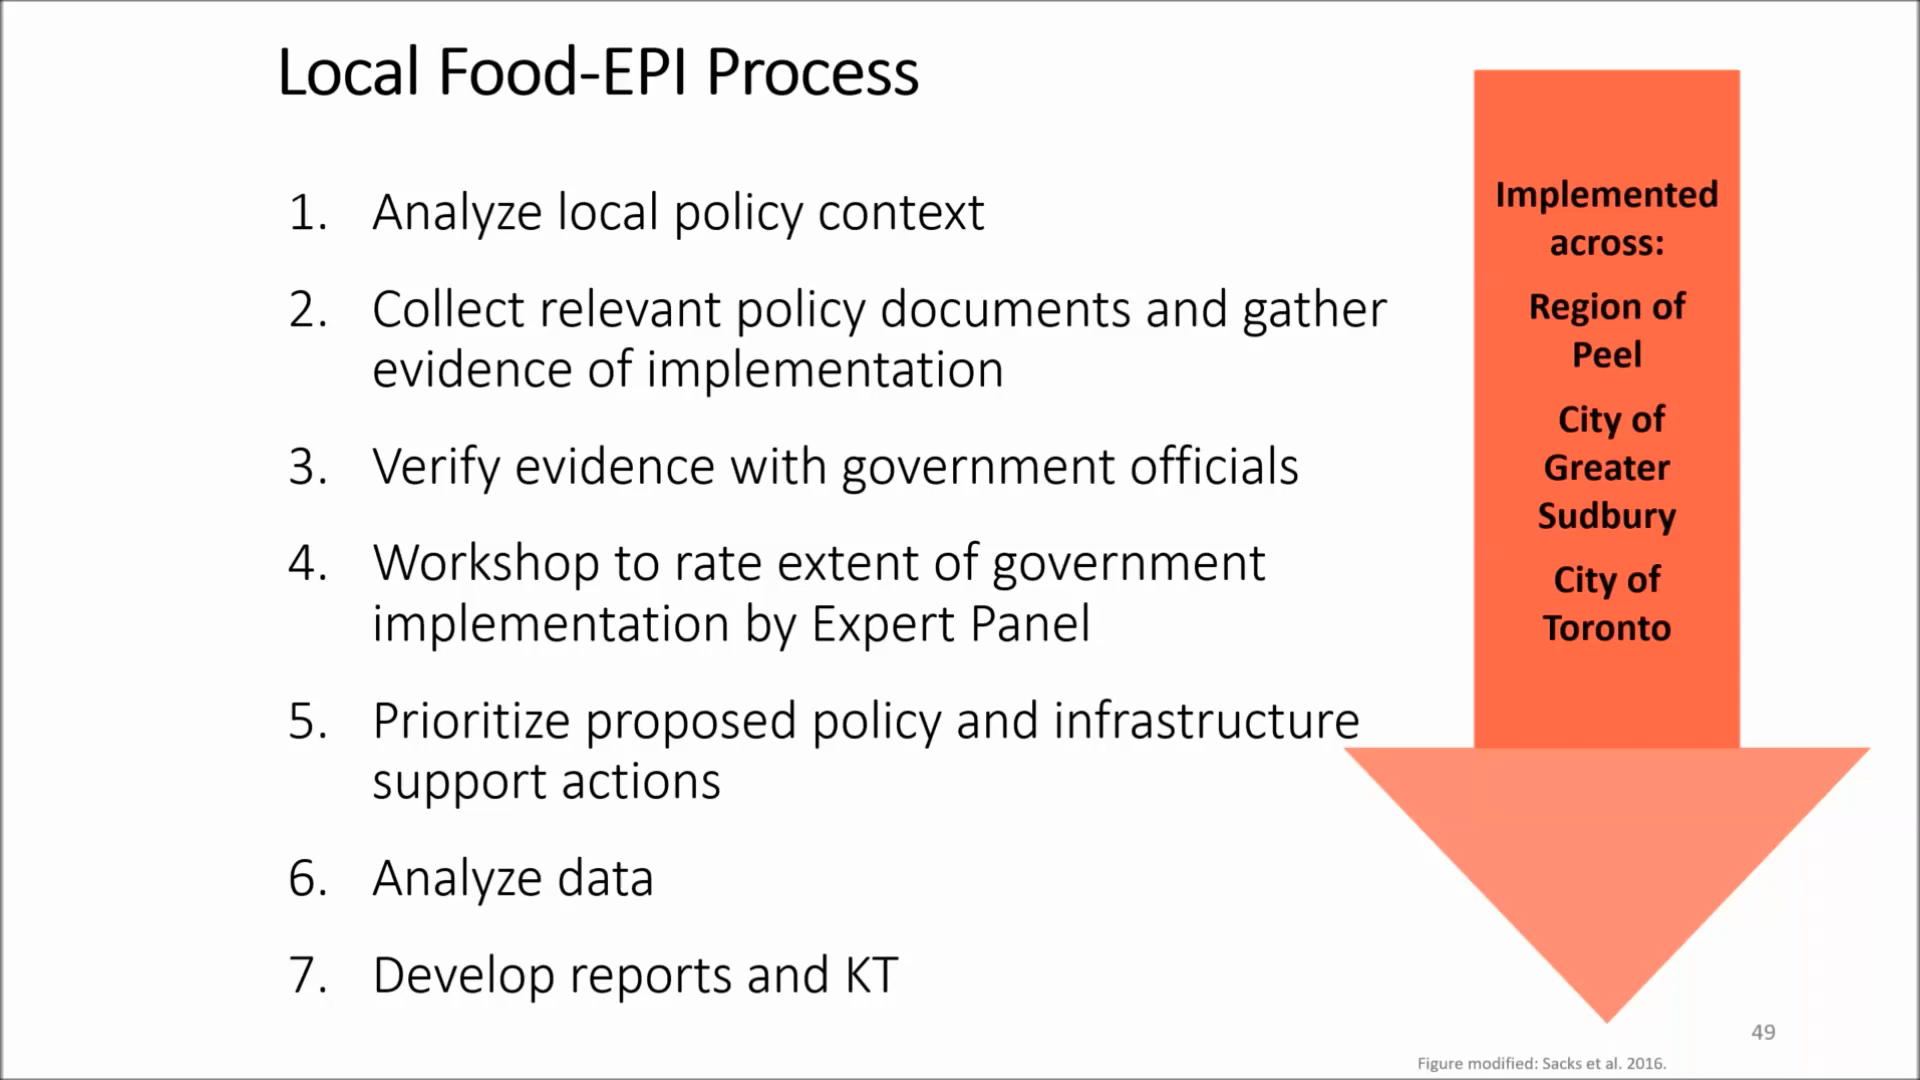 Local Food-EPI Process
1. Analyze local policy context
2. Collect relevant policy documents and gather
evidence of implementation
3. Verify evidence with government officials
4. Workshop to rate extent of government
implementation by Expert Panel
5. Prioritize proposed policy and infrastructure
support actions
6. Analyze data
7. Develop reports and KT
Implemented
across:
Region of
Peel
City of
Greater
Sudbury
City of
Toronto
49
Figure modified: Sacks et al. 2016.